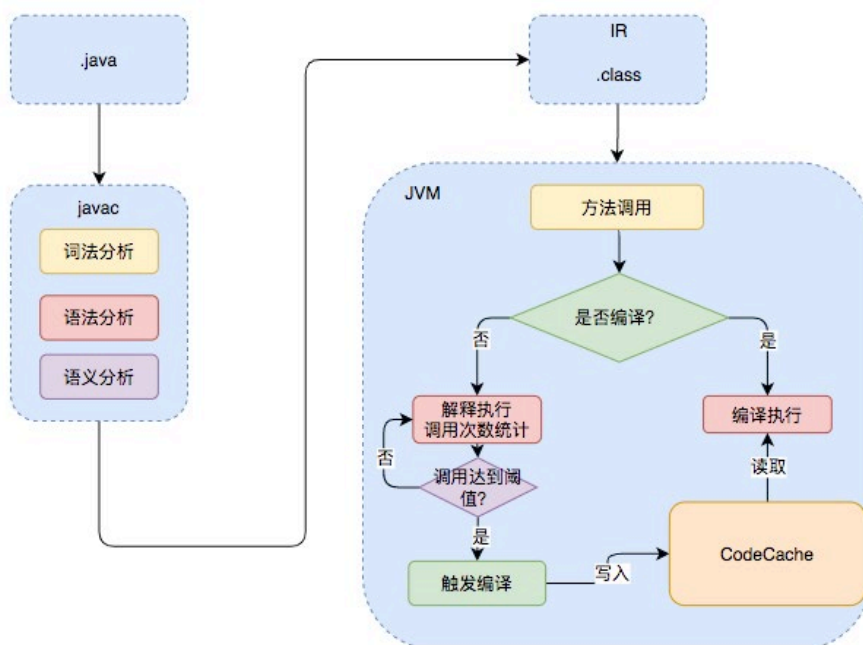 .java
javac
词法分析
语法分析
语义分析
IR
.class
JVM
方法调用
是否编译?
否
是
解释执行
调用次数统计
编译执行
否
调用达到阈
值?
读取
是
CodeCache
触发编译
写入